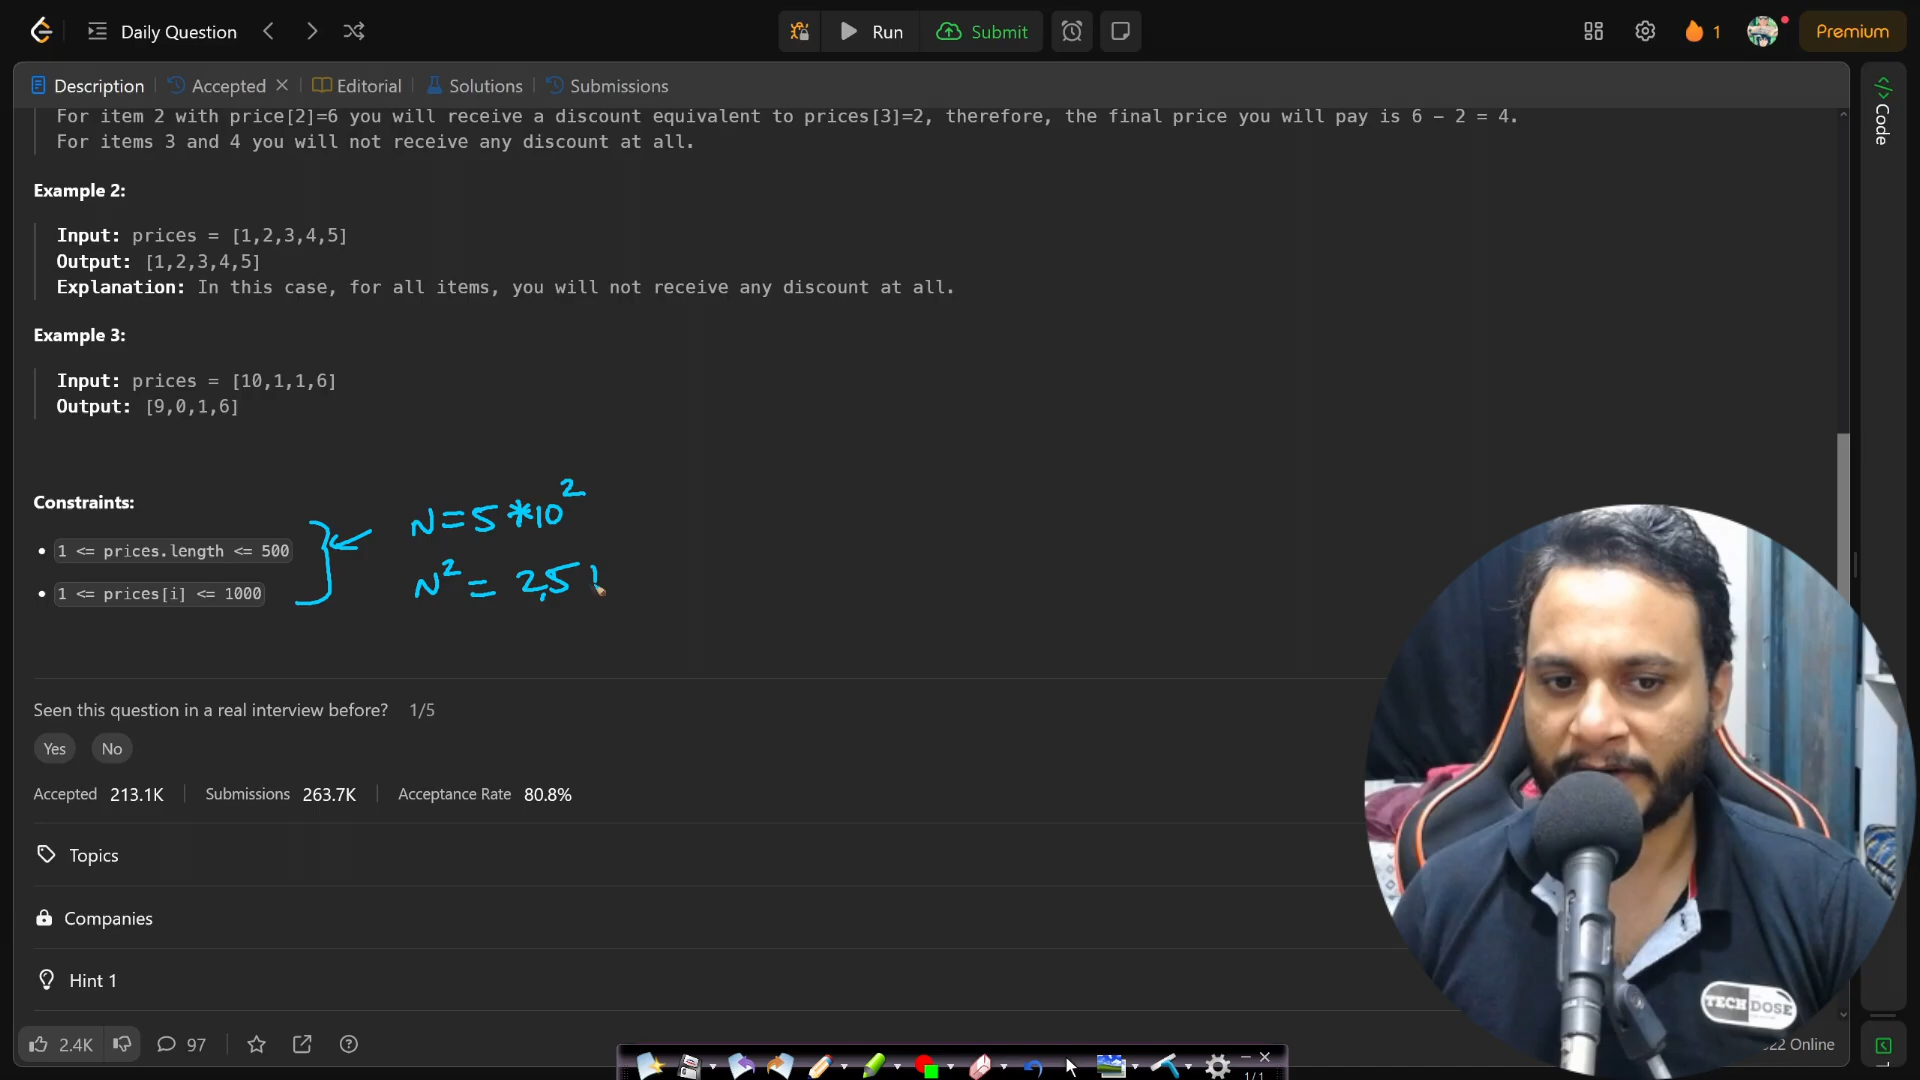 Daily Question
Run
Submit
1
Premium
Description
Accepted
Editorial
Solutions
Submissions
Code
For item 2 with price[2]=6 you will receive a discount equivalent to prices[3]=2, therefore, the final price you will pay is 6 - 2 = 4.
For items 3 and 4 you will not receive any discount at all.
Example 2:
Input: prices = [1,2,3,4,5]
Output: [1,2,3,4,5]
Explanation: In this case, for all items, you will not receive any discount at all.
Example 3:
Input: prices = [10,1,1,6]
Output: [9,0,1,6]
Constraints:
1 <= prices.length <= 500
1 <= prices[i] <= 1000
N = 5 * 10²
N² = 2.5
Seen this question in a real interview before? 1/5
Yes
No
Accepted 213.1K
Submissions 263.7K
Acceptance Rate 80.8%
Topics
Companies
Hint 1
2.4K
97
22 Online
TECH DOSE
1/1